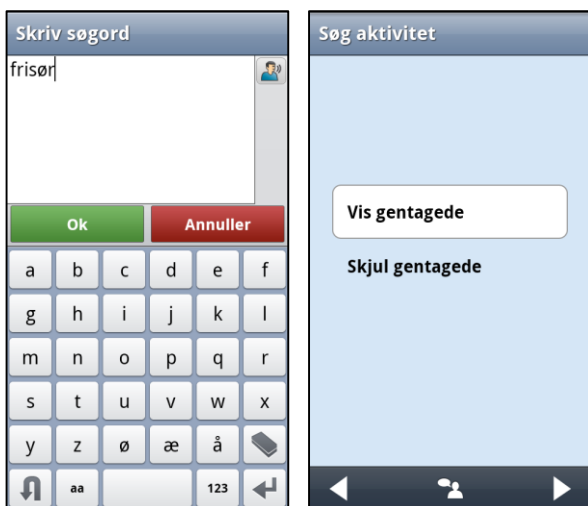 Skriv søgord
frisør
Ok Annuller
a b c d e f
g h i j k l
m n o p q r
s t u v w x
y z ø æ å
aa 123
Søg aktivitet
Vis gentagede
Skjul gentagede